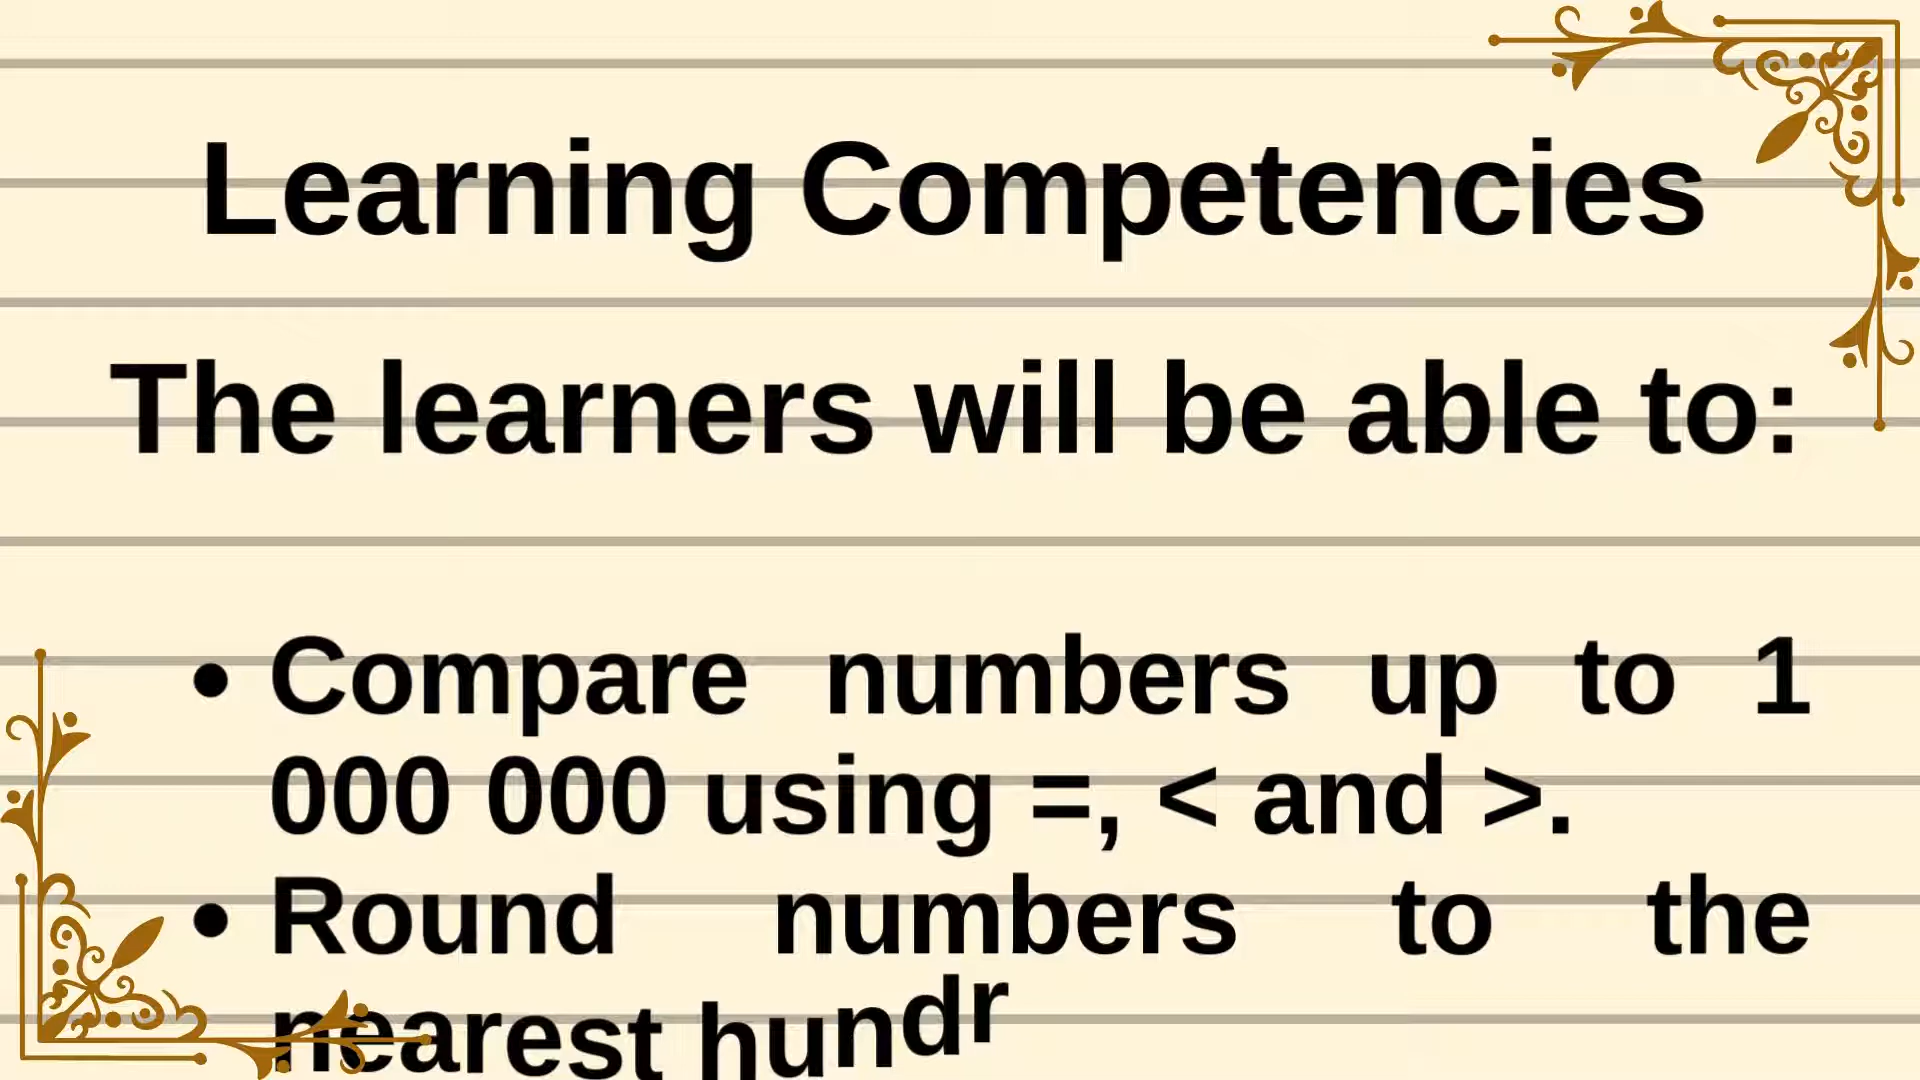 Learning Competencies
The learners will be able to:
• Compare numbers up to 1
000 000 using =, < and >.
• Round numbers to the
nearest hundr